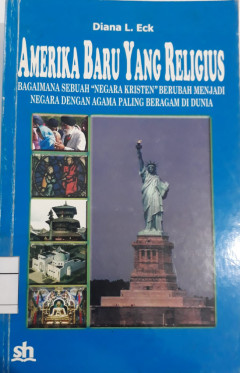 Diana L. Eck
AMERIKA BARU YANG RELIGIUS
BAGAIMANA SEBUAH "NEGARA KRISTEN" BERUBAH MENJADI
NEGARA DENGAN AGAMA PALING BERAGAM DI DUNIA
sh